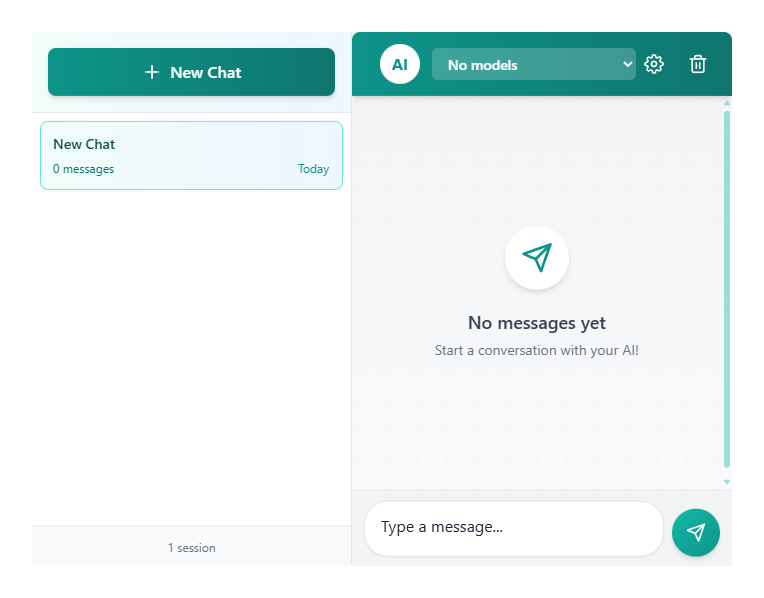 New Chat
New Chat
0 messages
Today
1 session
AI
No models
No messages yet
Start a conversation with your AI!
Type a message...